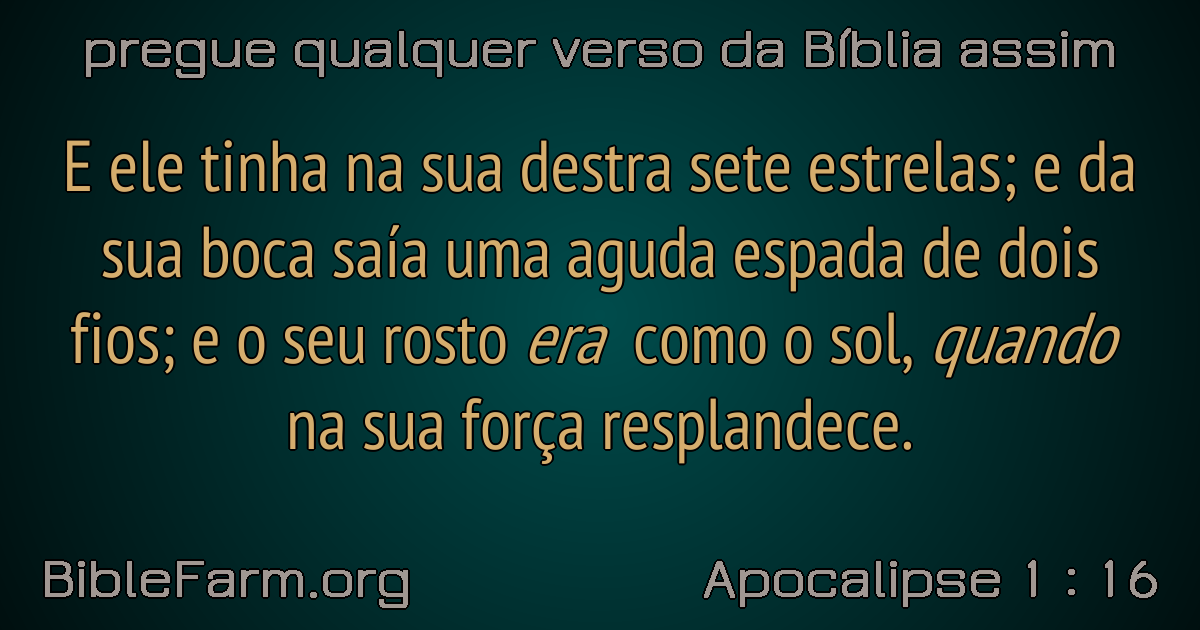 pregue qualquer verso da Bíblia assim
E ele tinha na sua destra sete estrelas; e da
sua boca saía uma aguda espada de dois
fios; e o seu rosto era como o sol, quando
na sua força resplandece.
BibleFarm.org
Apocalipse 1 : 16